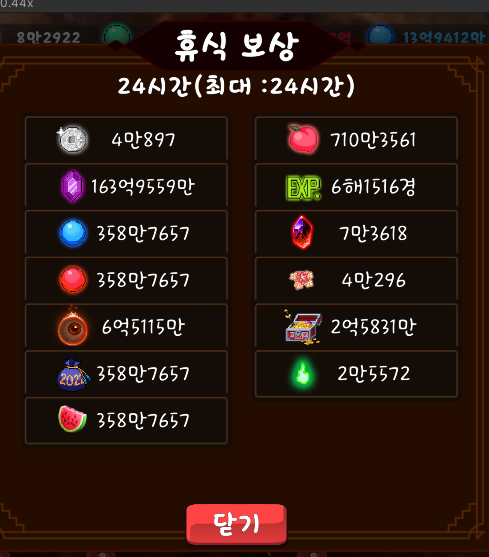 0.44x
8만2922
13억9412만
휴식 보상
24시간(최대 :24시간)
4만897
710만3561
163억9559만
EXP.
6해1516경
358만7657
7만3618
358만7657
4만296
6억5115만
2억5831만
202
358만7657
2만5572
358만7657
닫기